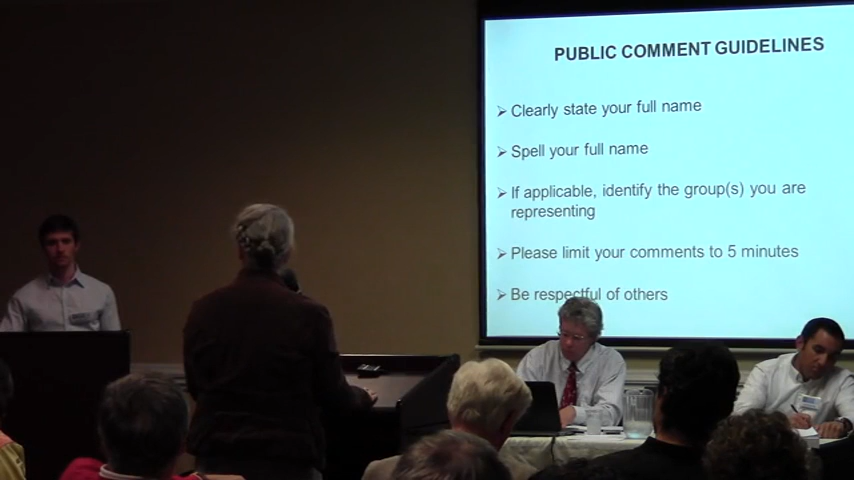 PUBLIC COMMENT GUIDELINES
➢ Clearly state your full name
➢ Spell your full name
➢ If applicable, identify the group(s) you are
representing
➢ Please limit your comments to 5 minutes
➢ Be respectful of others